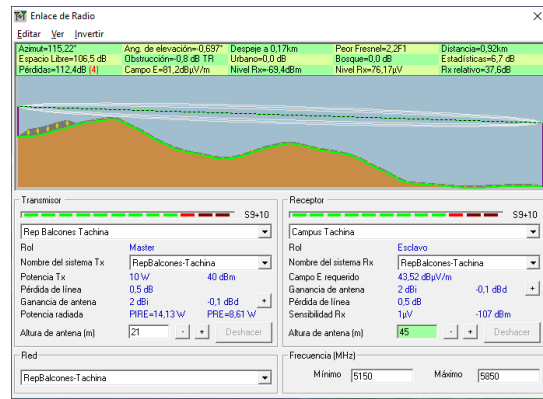 Enlace de Radio
Editar Ver Invertir
Azimut=115,22° Ang. de elevación=-0,697° Despeje a 0,17km Peor Fresnel=2,2F1 Distancia=0,92km
Espacio Libre=106,5 dB Obstrucción=-0,8 dB TR Urbano=0,0 dB Bosque=0,0 dB Estadísticas=6,7 dB
Pérdidas=112,4dB (4) Campo E=81,2dBµV/m Nivel Rx=-69,4dBm Nivel Rx=76,17µV Rx relativo=37,6dB
Transmisor
S9+10
Rep Balcones Tachina
Rol Master
Nombre del sistema Tx RepBalcones-Tachina
Potencia Tx 10 W 40 dBm
Pérdida de línea 0,5 dB
Ganancia de antena 2 dBi -0,1 dBd +
Potencia radiada PIRE=14,13 W PRE=8,61 W
Altura de antena (m) 21 - + Deshacer
Receptor
S9+10
Campus Tachina
Rol Esclavo
Nombre del sistema Rx RepBalcones-Tachina
Campo E requerido 43,52 dBµV/m
Ganancia de antena 2 dBi -0,1 dBd +
Pérdida de línea 0,5 dB
Sensibilidad Rx 1µV -107 dBm
Altura de antena (m) 45 - + Deshacer
Red
RepBalcones-Tachina
Frecuencia (MHz)
Mínimo 5150 Máximo 5850